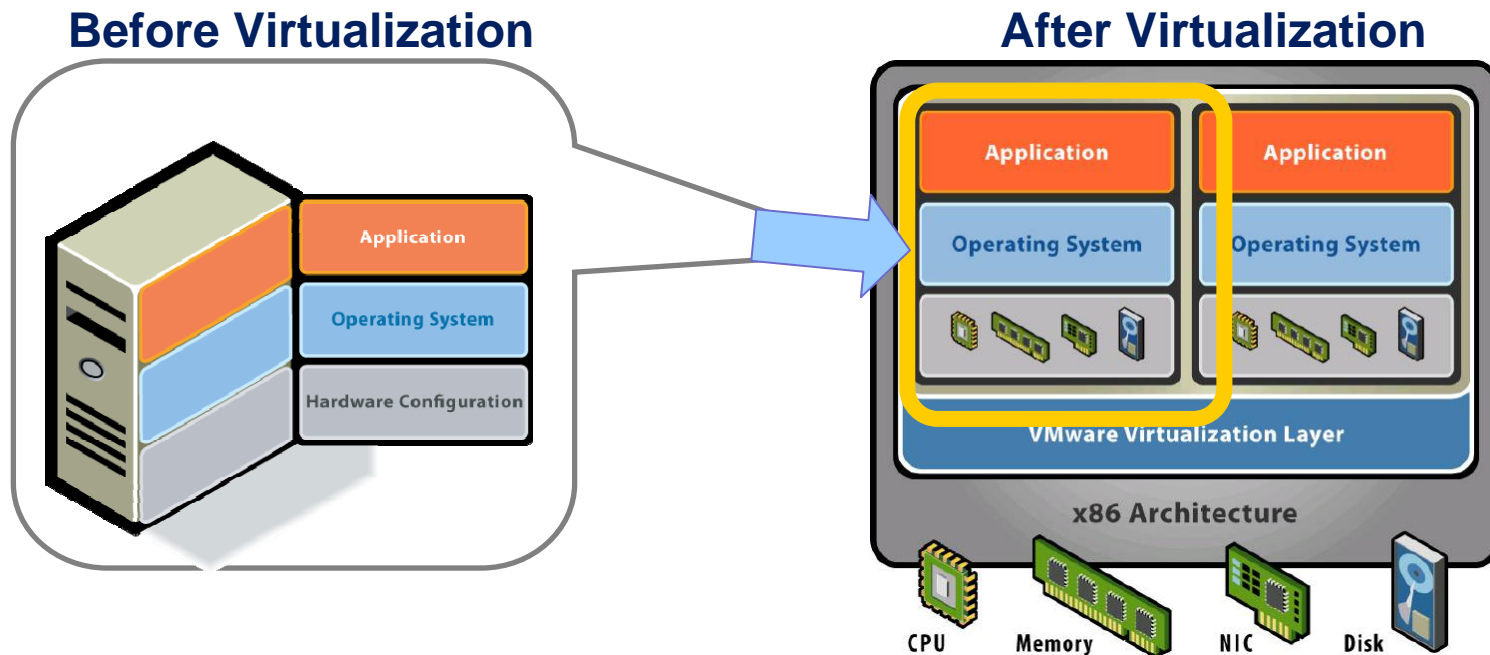 Before Virtualization
After Virtualization
Application
Operating System
Hardware Configuration
Application
Application
Operating System
Operating System
VMware Virtualization Layer
x86 Architecture
CPU
Memory
NIC
Disk